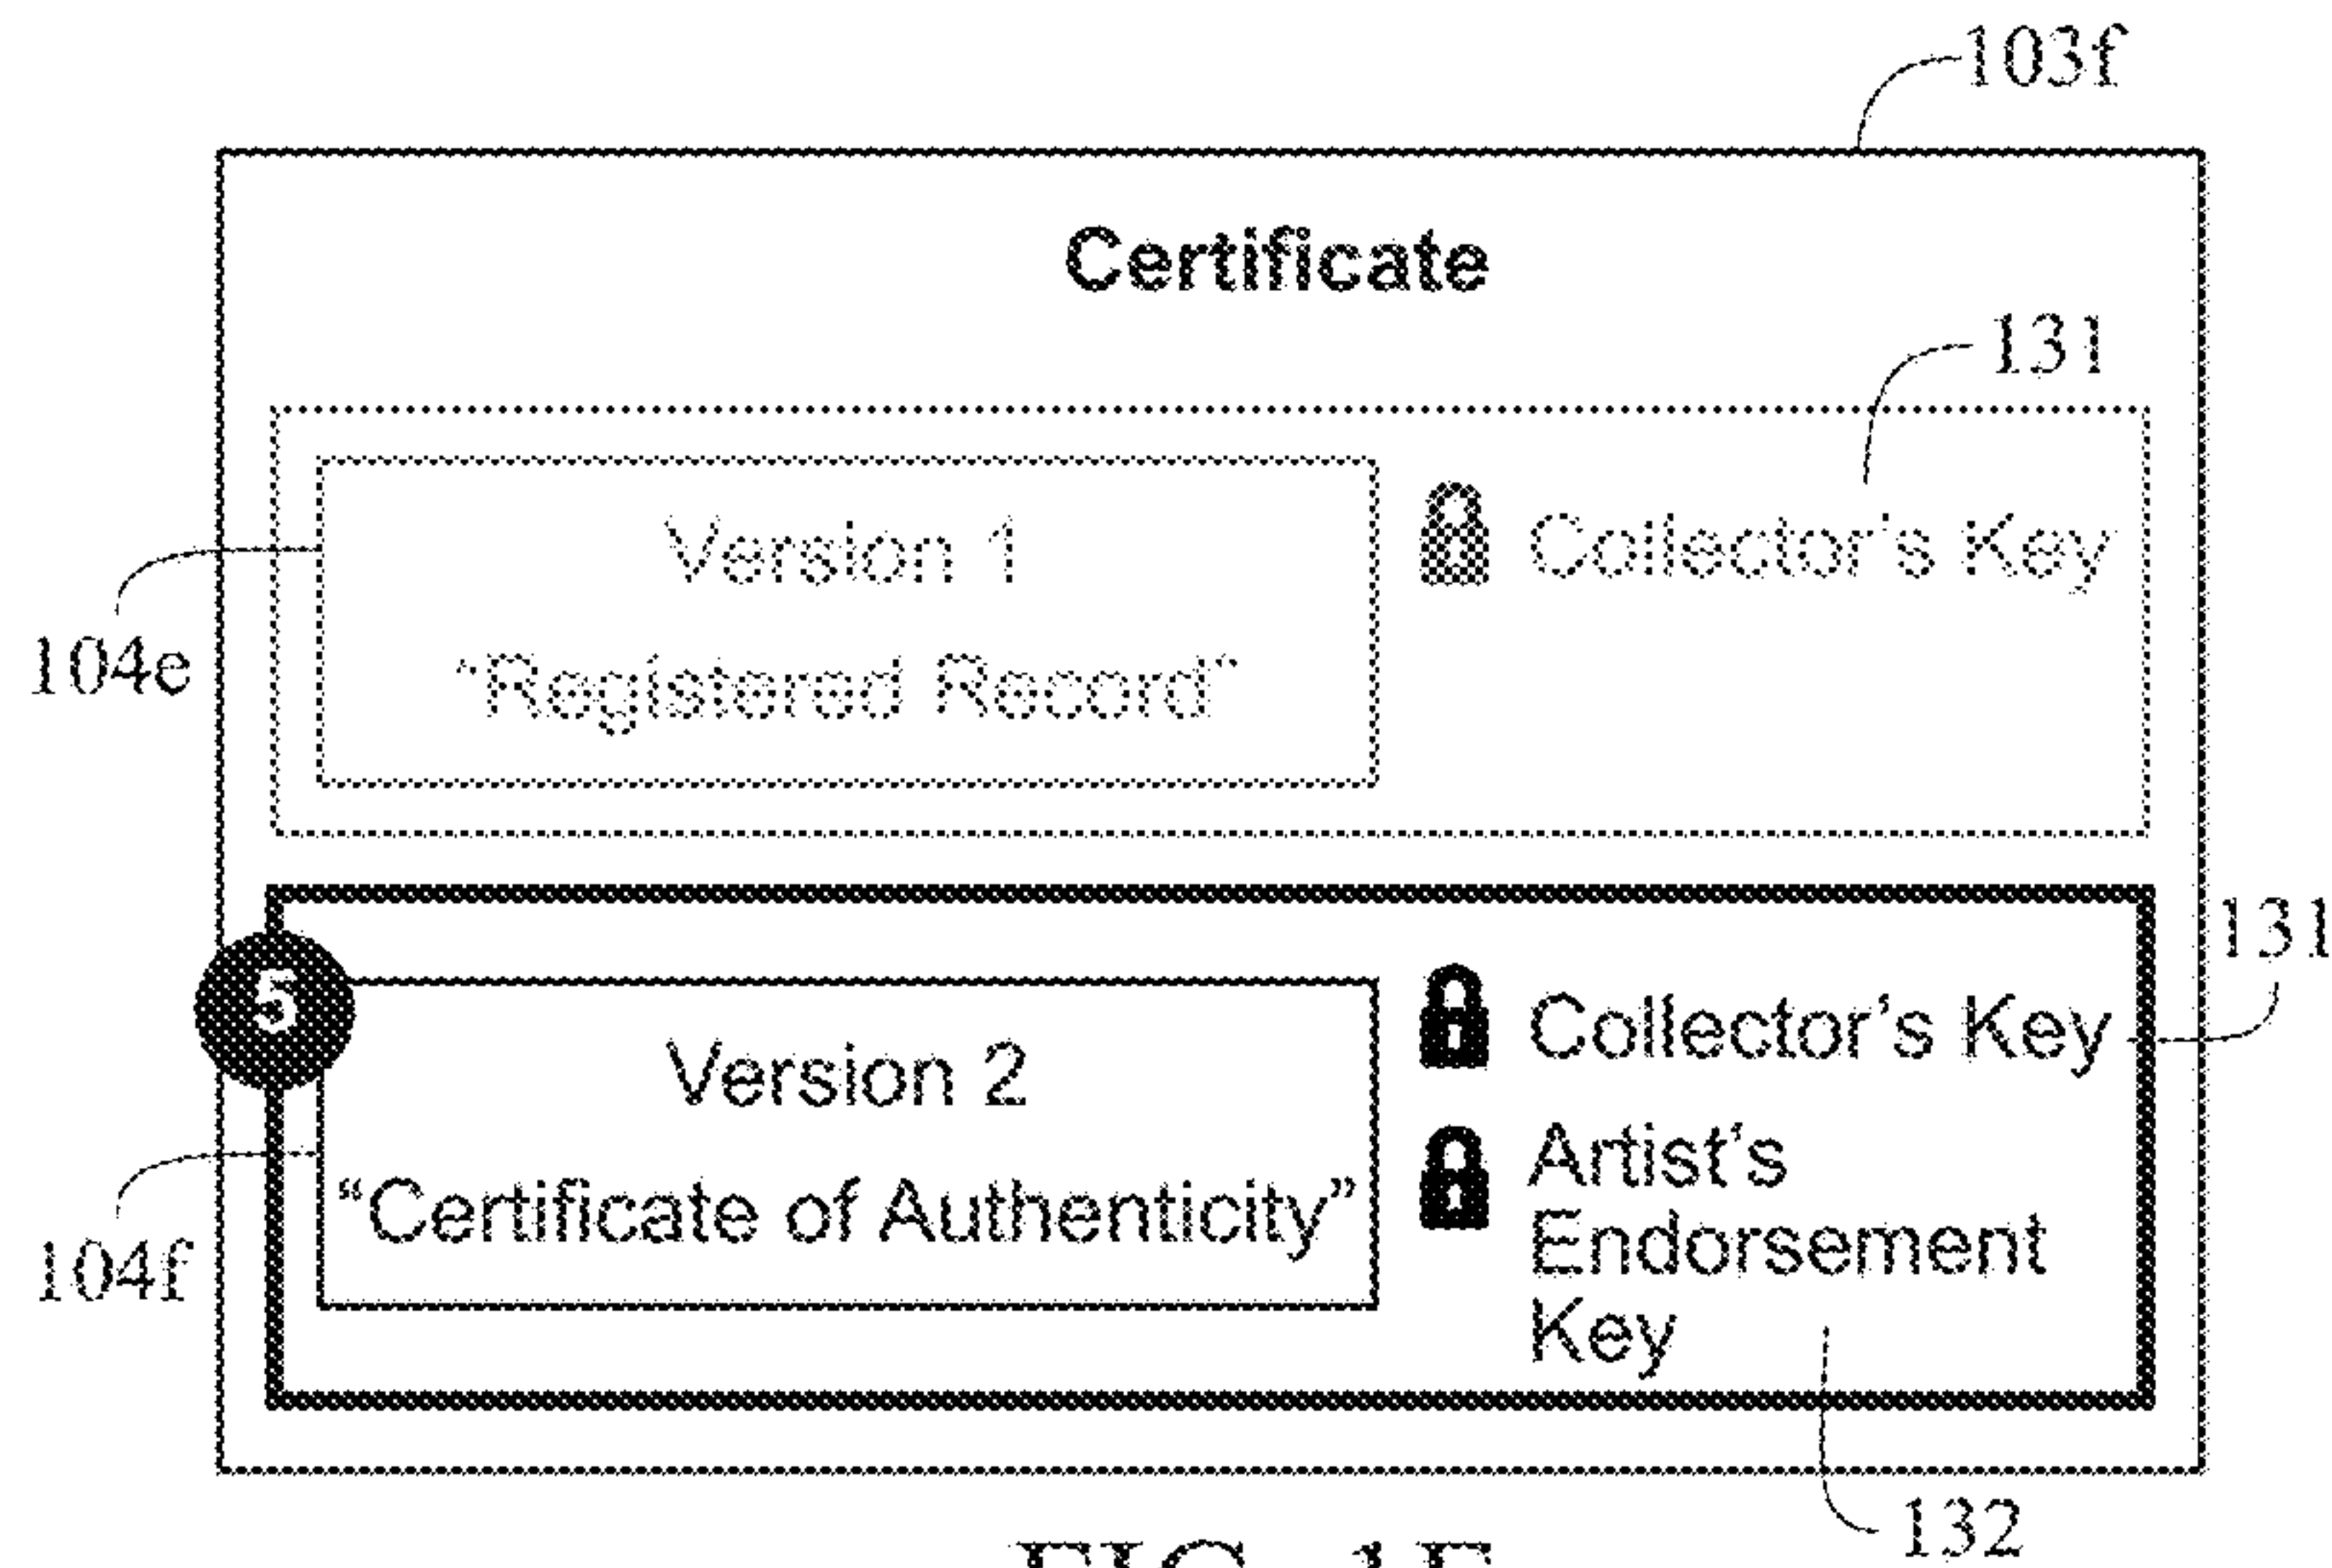 103f
Certificate
131
Version 1
Collector's Key
104e
“Registered Record”
131
5
Version 2
Collector's Key
Artist's
Endorsement
Key
“Certificate of Authenticity”
104f
132